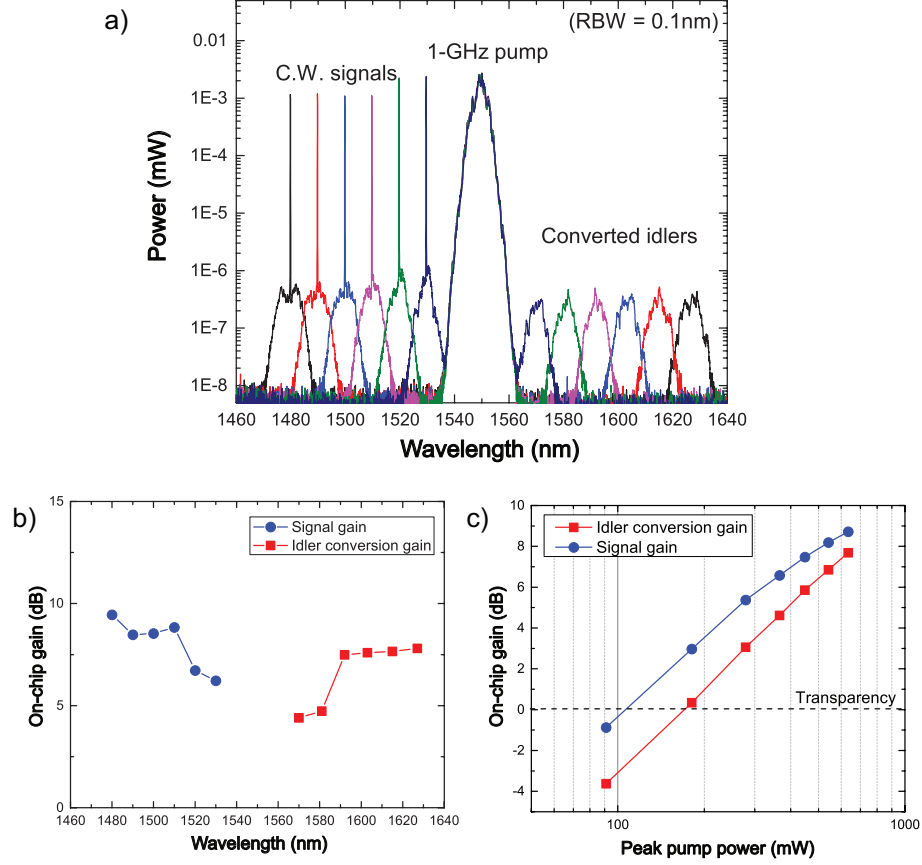 a)
(RBW = 0.1nm)
C.W. signals
1-GHz pump
Converted idlers
Power (mW)
0.01
1E-3
1E-4
1E-5
1E-6
1E-7
1E-8
1460 1480 1500 1520 1540 1560 1580 1600 1620 1640
Wavelength (nm)
b)
Signal gain
Idler conversion gain
On-chip gain (dB)
15
10
5
0
1460 1480 1500 1520 1540 1560 1580 1600 1620 1640
Wavelength (nm)
c)
Idler conversion gain
Signal gain
Transparency
On-chip gain (dB)
10
8
6
4
2
0
-2
-4
100 1000
Peak pump power (mW)